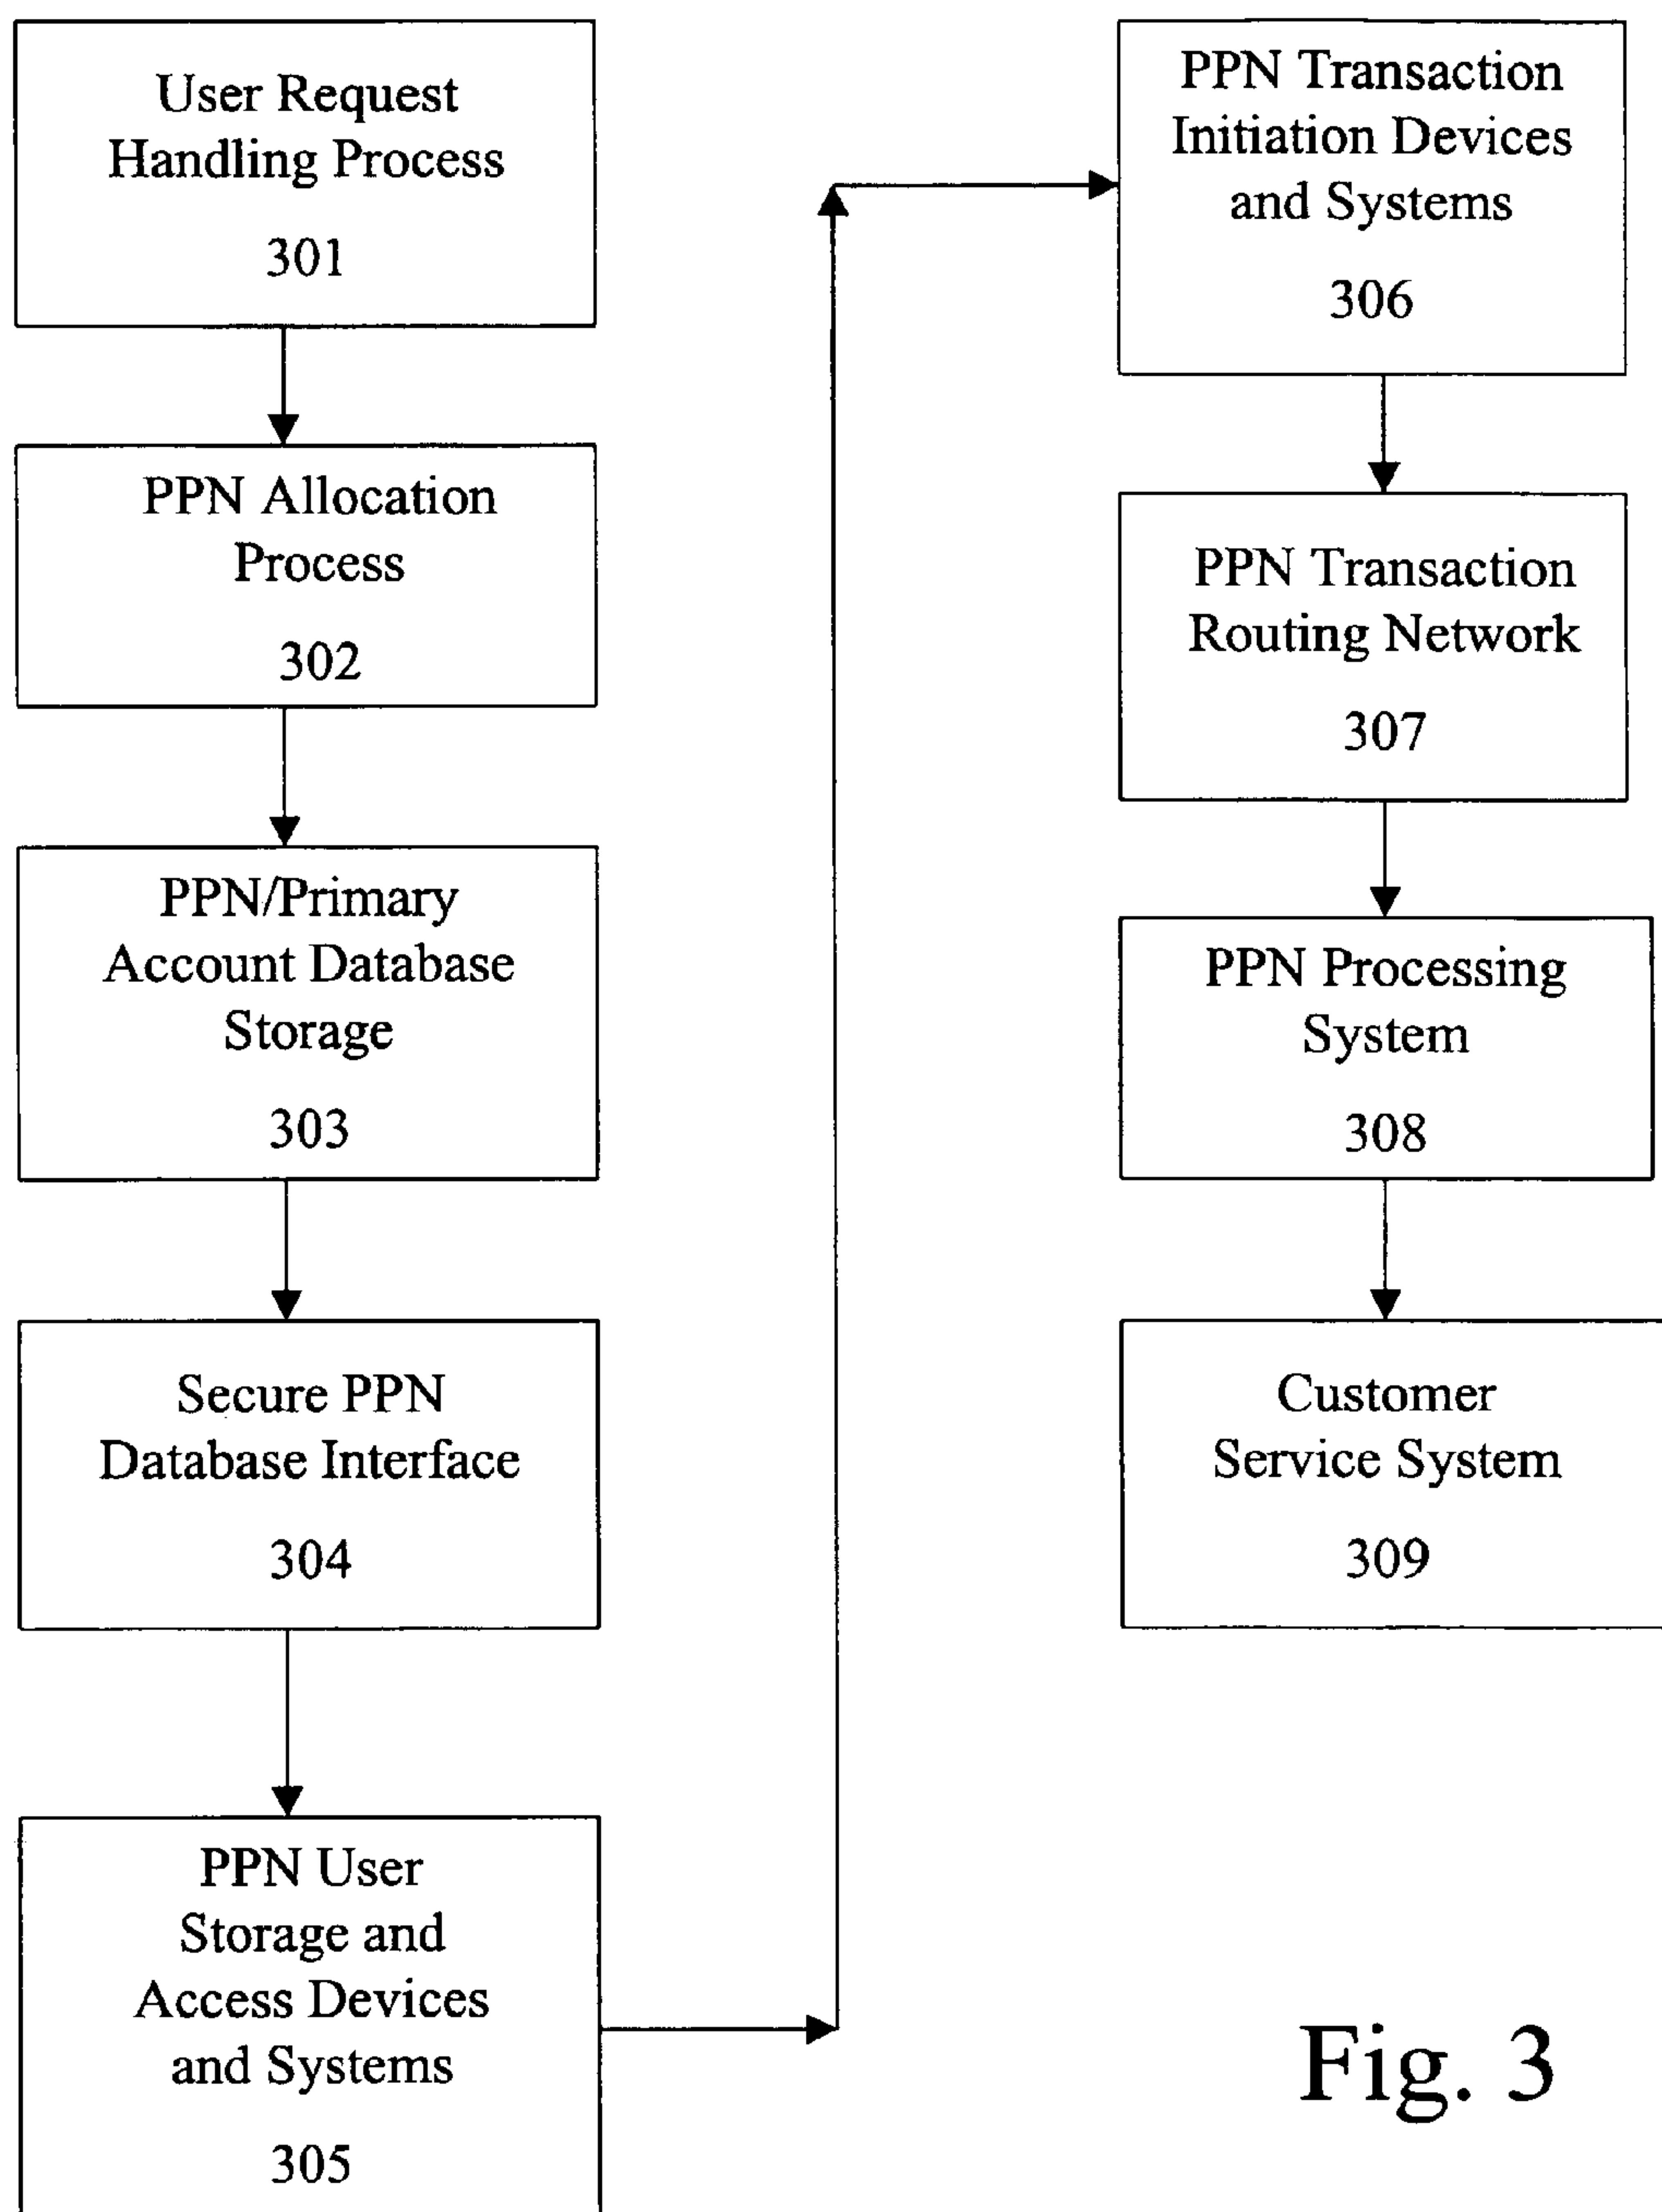 User Request
Handling Process
301
PPN Allocation
Process
302
PPN/Primary
Account Database
Storage
303
Secure PPN
Database Interface
304
PPN User
Storage and
Access Devices
and Systems
305
PPN Transaction
Initiation Devices
and Systems
306
PPN Transaction
Routing Network
307
PPN Processing
System
308
Customer
Service System
309
Fig. 3